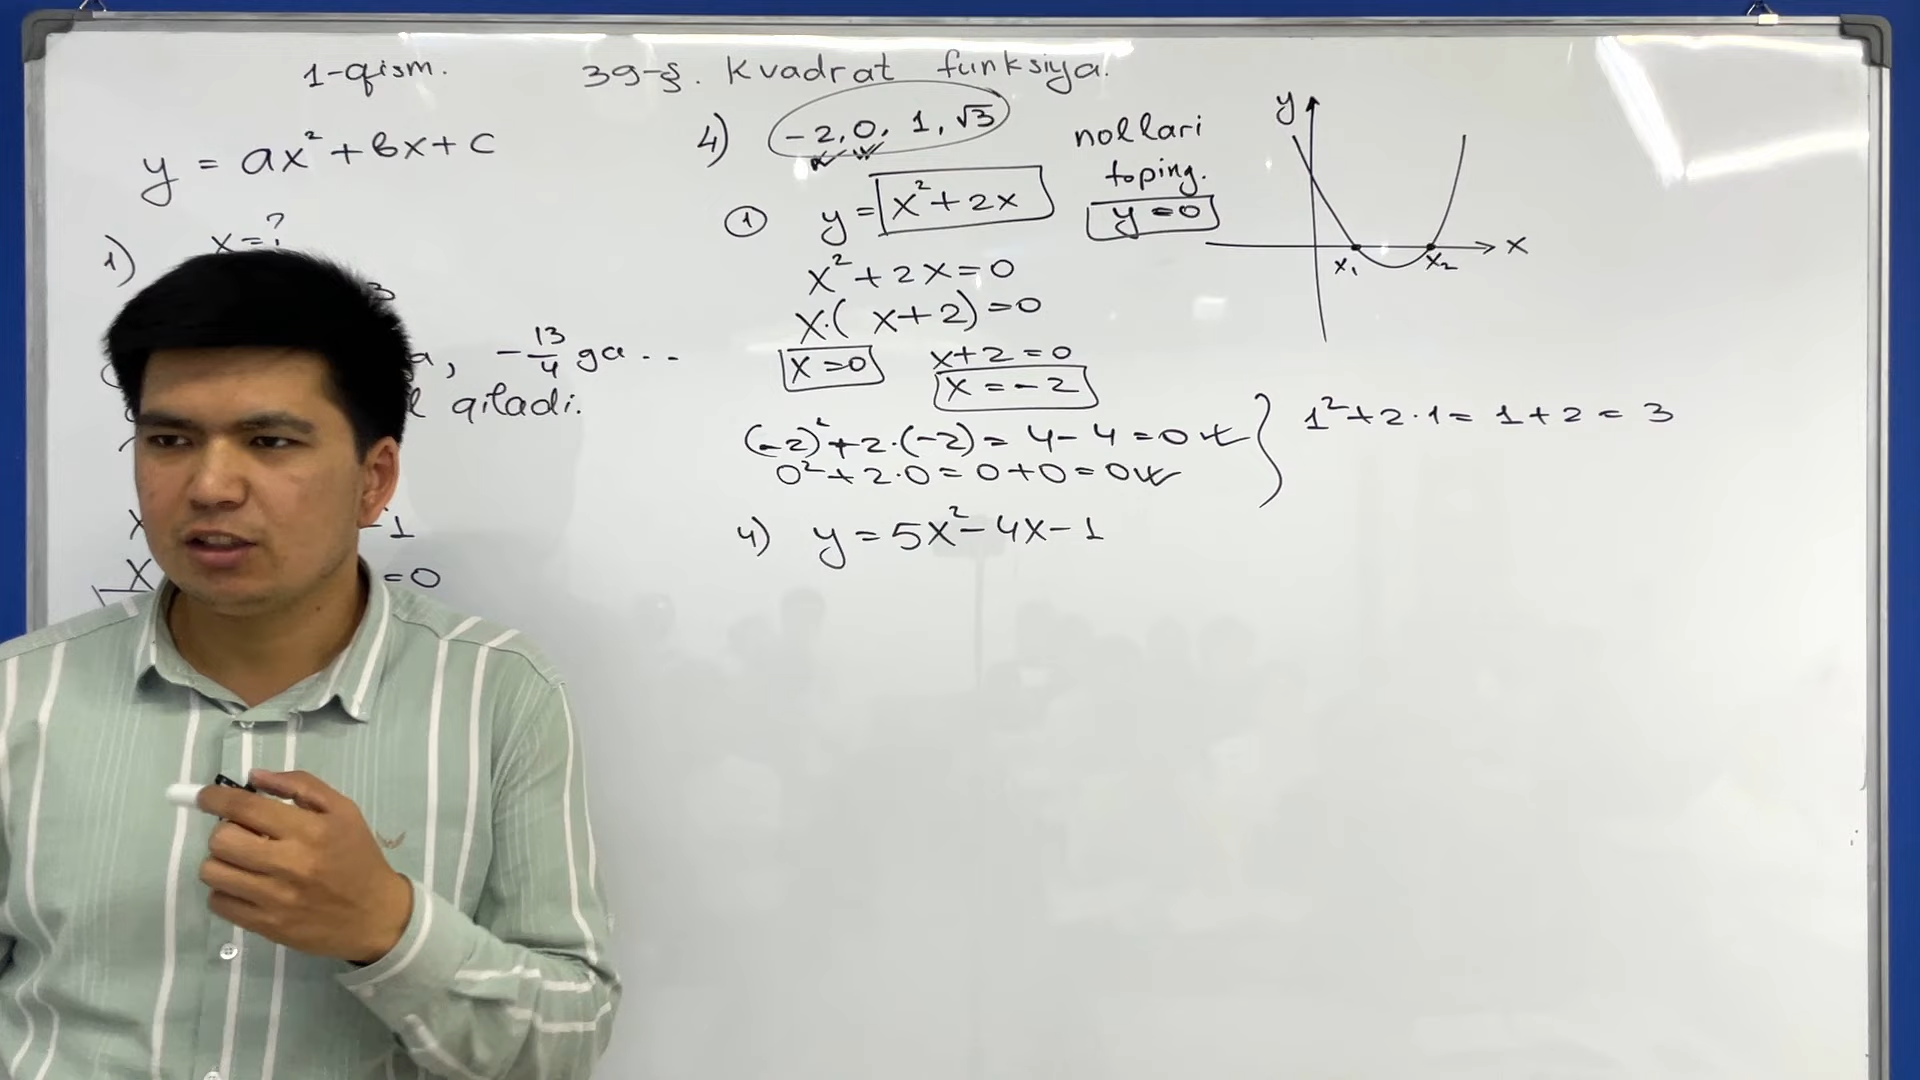 1-qism.
39-§. Kvadrat funksiya.
y = ax² + bx + c
1) x=?
3
, -13/4 ga..
qiladi.
x -1
x =0
4) -2, 0, 1, √3
nollari
toping.
y = 0
① y = x² + 2x
x² + 2x = 0
x·(x+2) = 0
x = 0 x+2 = 0
x = -2
(-2)² + 2·(-2) = 4 - 4 = 0
0² + 2·0 = 0 + 0 = 0
1² + 2·1 = 1 + 2 = 3
4) y = 5x² - 4x - 1
y
x₁ x₂ x